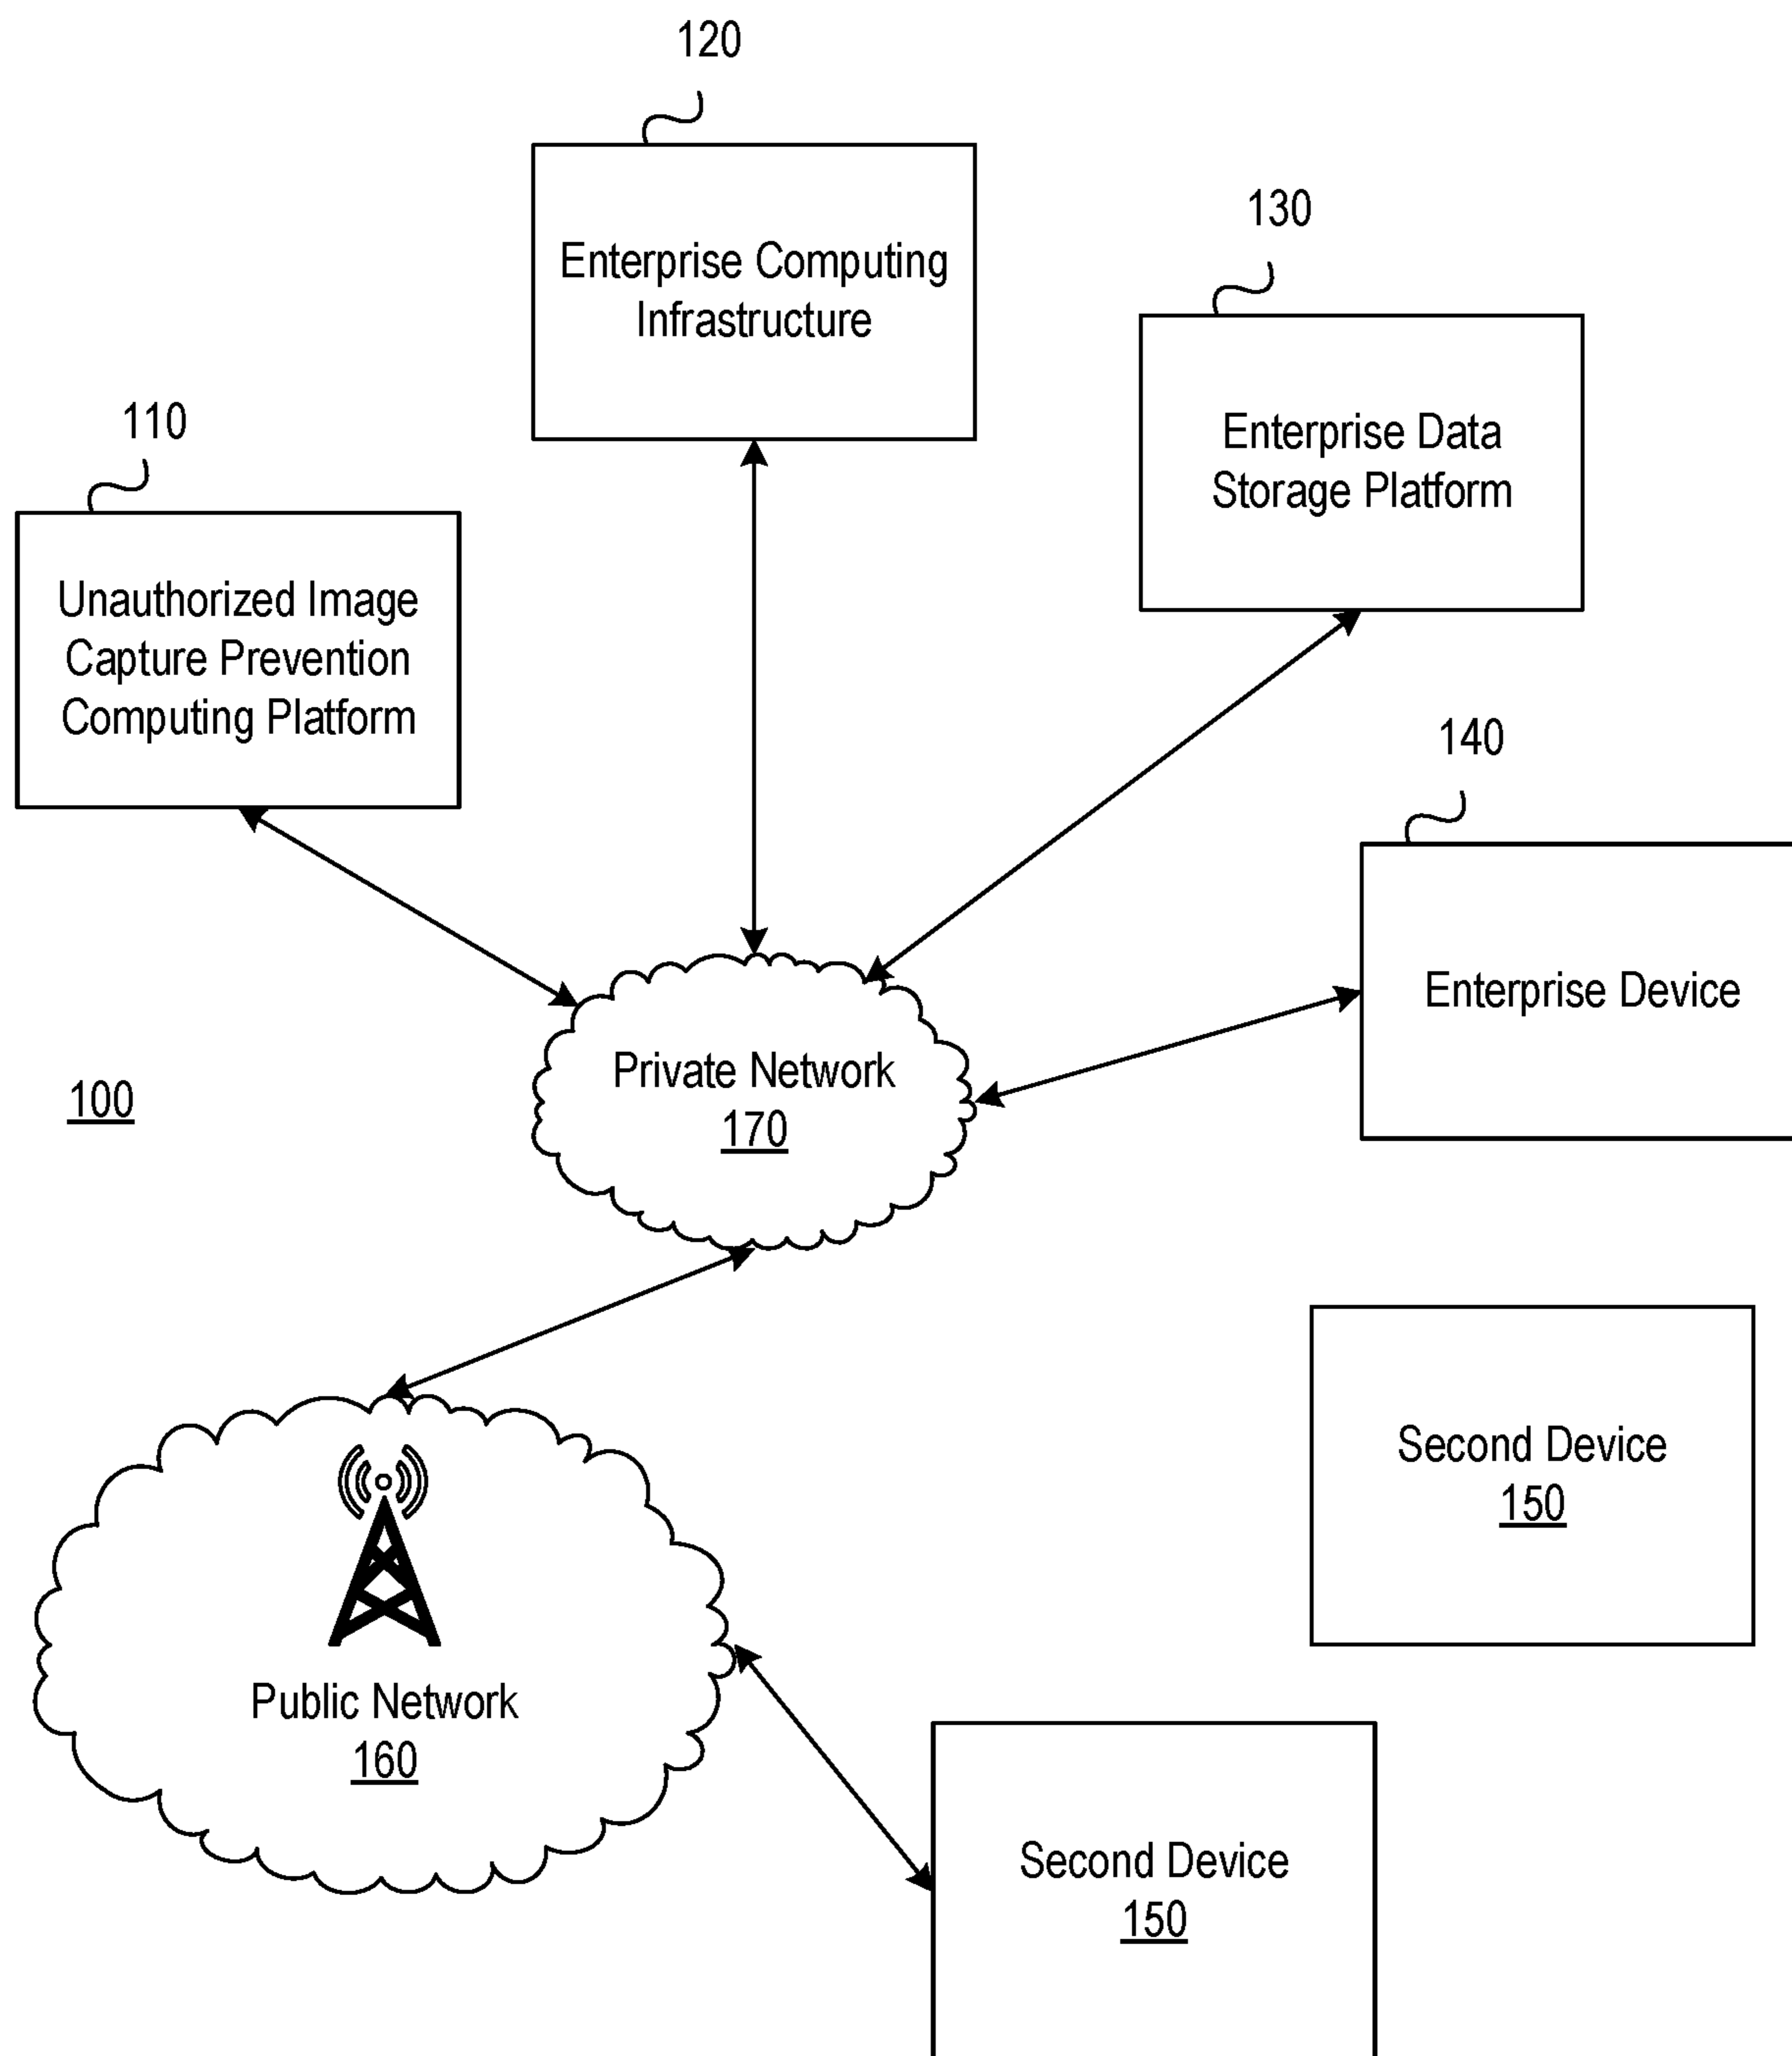 120
Enterprise Computing
Infrastructure
130
Enterprise Data
Storage Platform
110
Unauthorized Image
Capture Prevention
Computing Platform
140
Enterprise Device
Private Network
170
100
Second Device
150
Public Network
160
Second Device
150